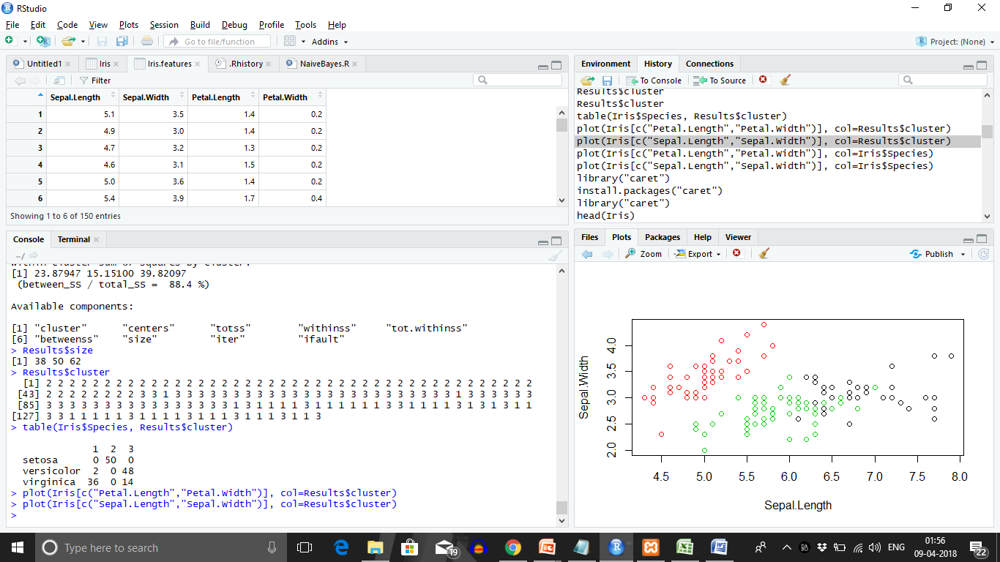 RStudio
File Edit Code View Plots Session Build Debug Profile Tools Help
Go to file/function Addins Project: (None)
Untitled1 Iris Iris.features .Rhistory NaiveBayes.R
Filter
Sepal.Length Sepal.Width Petal.Length Petal.Width
1 5.1 3.5 1.4 0.2
2 4.9 3.0 1.4 0.2
3 4.7 3.2 1.3 0.2
4 4.6 3.1 1.5 0.2
5 5.0 3.6 1.4 0.2
6 5.4 3.9 1.7 0.4
Showing 1 to 6 of 150 entries
Console Terminal
~/
Within cluster sum of squares by cluster:
[1] 23.87947 15.15100 39.82097
(between_SS / total_SS = 88.4 %)
Available components:
[1] "cluster" "centers" "totss" "withinss" "tot.withinss"
[6] "betweenss" "size" "iter" "ifault"
> Results$size
[1] 38 50 62
> Results$cluster
[1] 2 2 2 2 2 2 2 2 2 2 2 2 2 2 2 2 2 2 2 2 2 2 2 2 2 2 2 2 2 2 2 2 2 2 2 2 2 2 2 2 2 2
[43] 2 2 2 2 2 2 2 2 3 3 1 3 3 3 3 3 3 3 3 3 3 3 3 3 3 3 3 3 3 3 3 3 3 3 3 1 3 3 3 3 3 3
[85] 3 3 3 3 3 3 3 3 3 3 3 3 3 3 3 3 1 3 1 1 1 1 3 1 1 1 1 1 1 3 3 1 1 1 1 3 1 3 1 3 1 1
[127] 3 3 1 1 1 1 1 3 1 1 1 1 3 1 1 1 3 1 1 1 3 1 1 3
> table(Iris$Species, Results$cluster)
1 2 3
setosa 0 50 0
versicolor 2 0 48
virginica 36 0 14
> plot(Iris[c("Petal.Length","Petal.Width")], col=Results$cluster)
> plot(Iris[c("Sepal.Length","Sepal.Width")], col=Results$cluster)
>
Environment History Connections
To Console To Source
Results$cluster
Results$cluster
table(Iris$Species, Results$cluster)
plot(Iris[c("Petal.Length","Petal.Width")], col=Results$cluster)
plot(Iris[c("Sepal.Length","Sepal.Width")], col=Results$cluster)
plot(Iris[c("Petal.Length","Petal.Width")], col=Iris$Species)
plot(Iris[c("Sepal.Length","Sepal.Width")], col=Iris$Species)
library("caret")
install.packages("caret")
library("caret")
head(Iris)
Files Plots Packages Help Viewer
Zoom Export Publish
Sepal.Width
4.0
3.5
3.0
2.5
2.0
4.5 5.0 5.5 6.0 6.5 7.0 7.5 8.0
Sepal.Length
Type here to search
19
ENG
01:56
09-04-2018
22